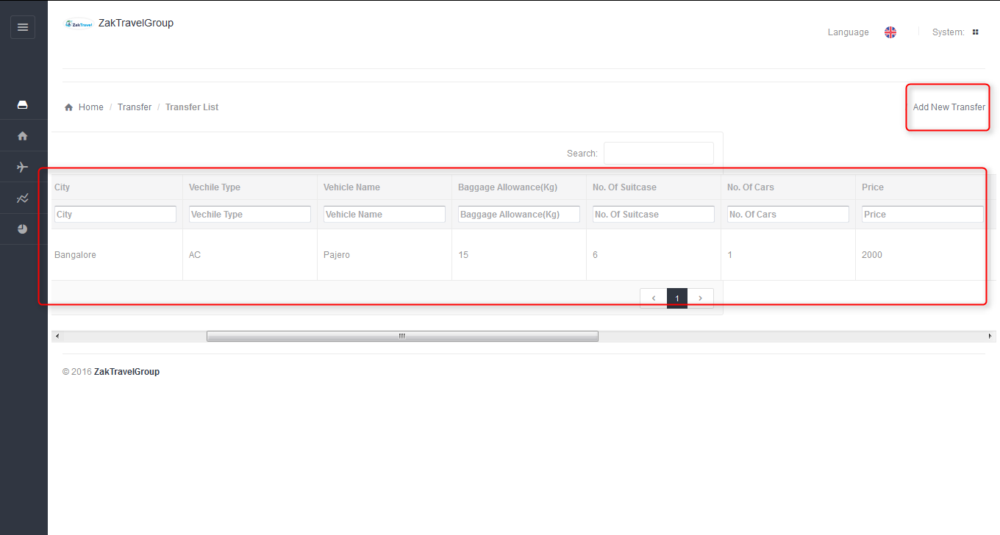 ZakTravel ZakTravelGroup
Language
System:
Home / Transfer / Transfer List
Add New Transfer
Search:
City Vechile Type Vehicle Name Baggage Allowance(Kg) No. Of Suitcase No. Of Cars Price
City Vechile Type Vehicle Name Baggage Allowance(Kg) No. Of Suitcase No. Of Cars Price
Bangalore AC Pajero 15 6 1 2000
‹ 1 ›
© 2016 ZakTravelGroup